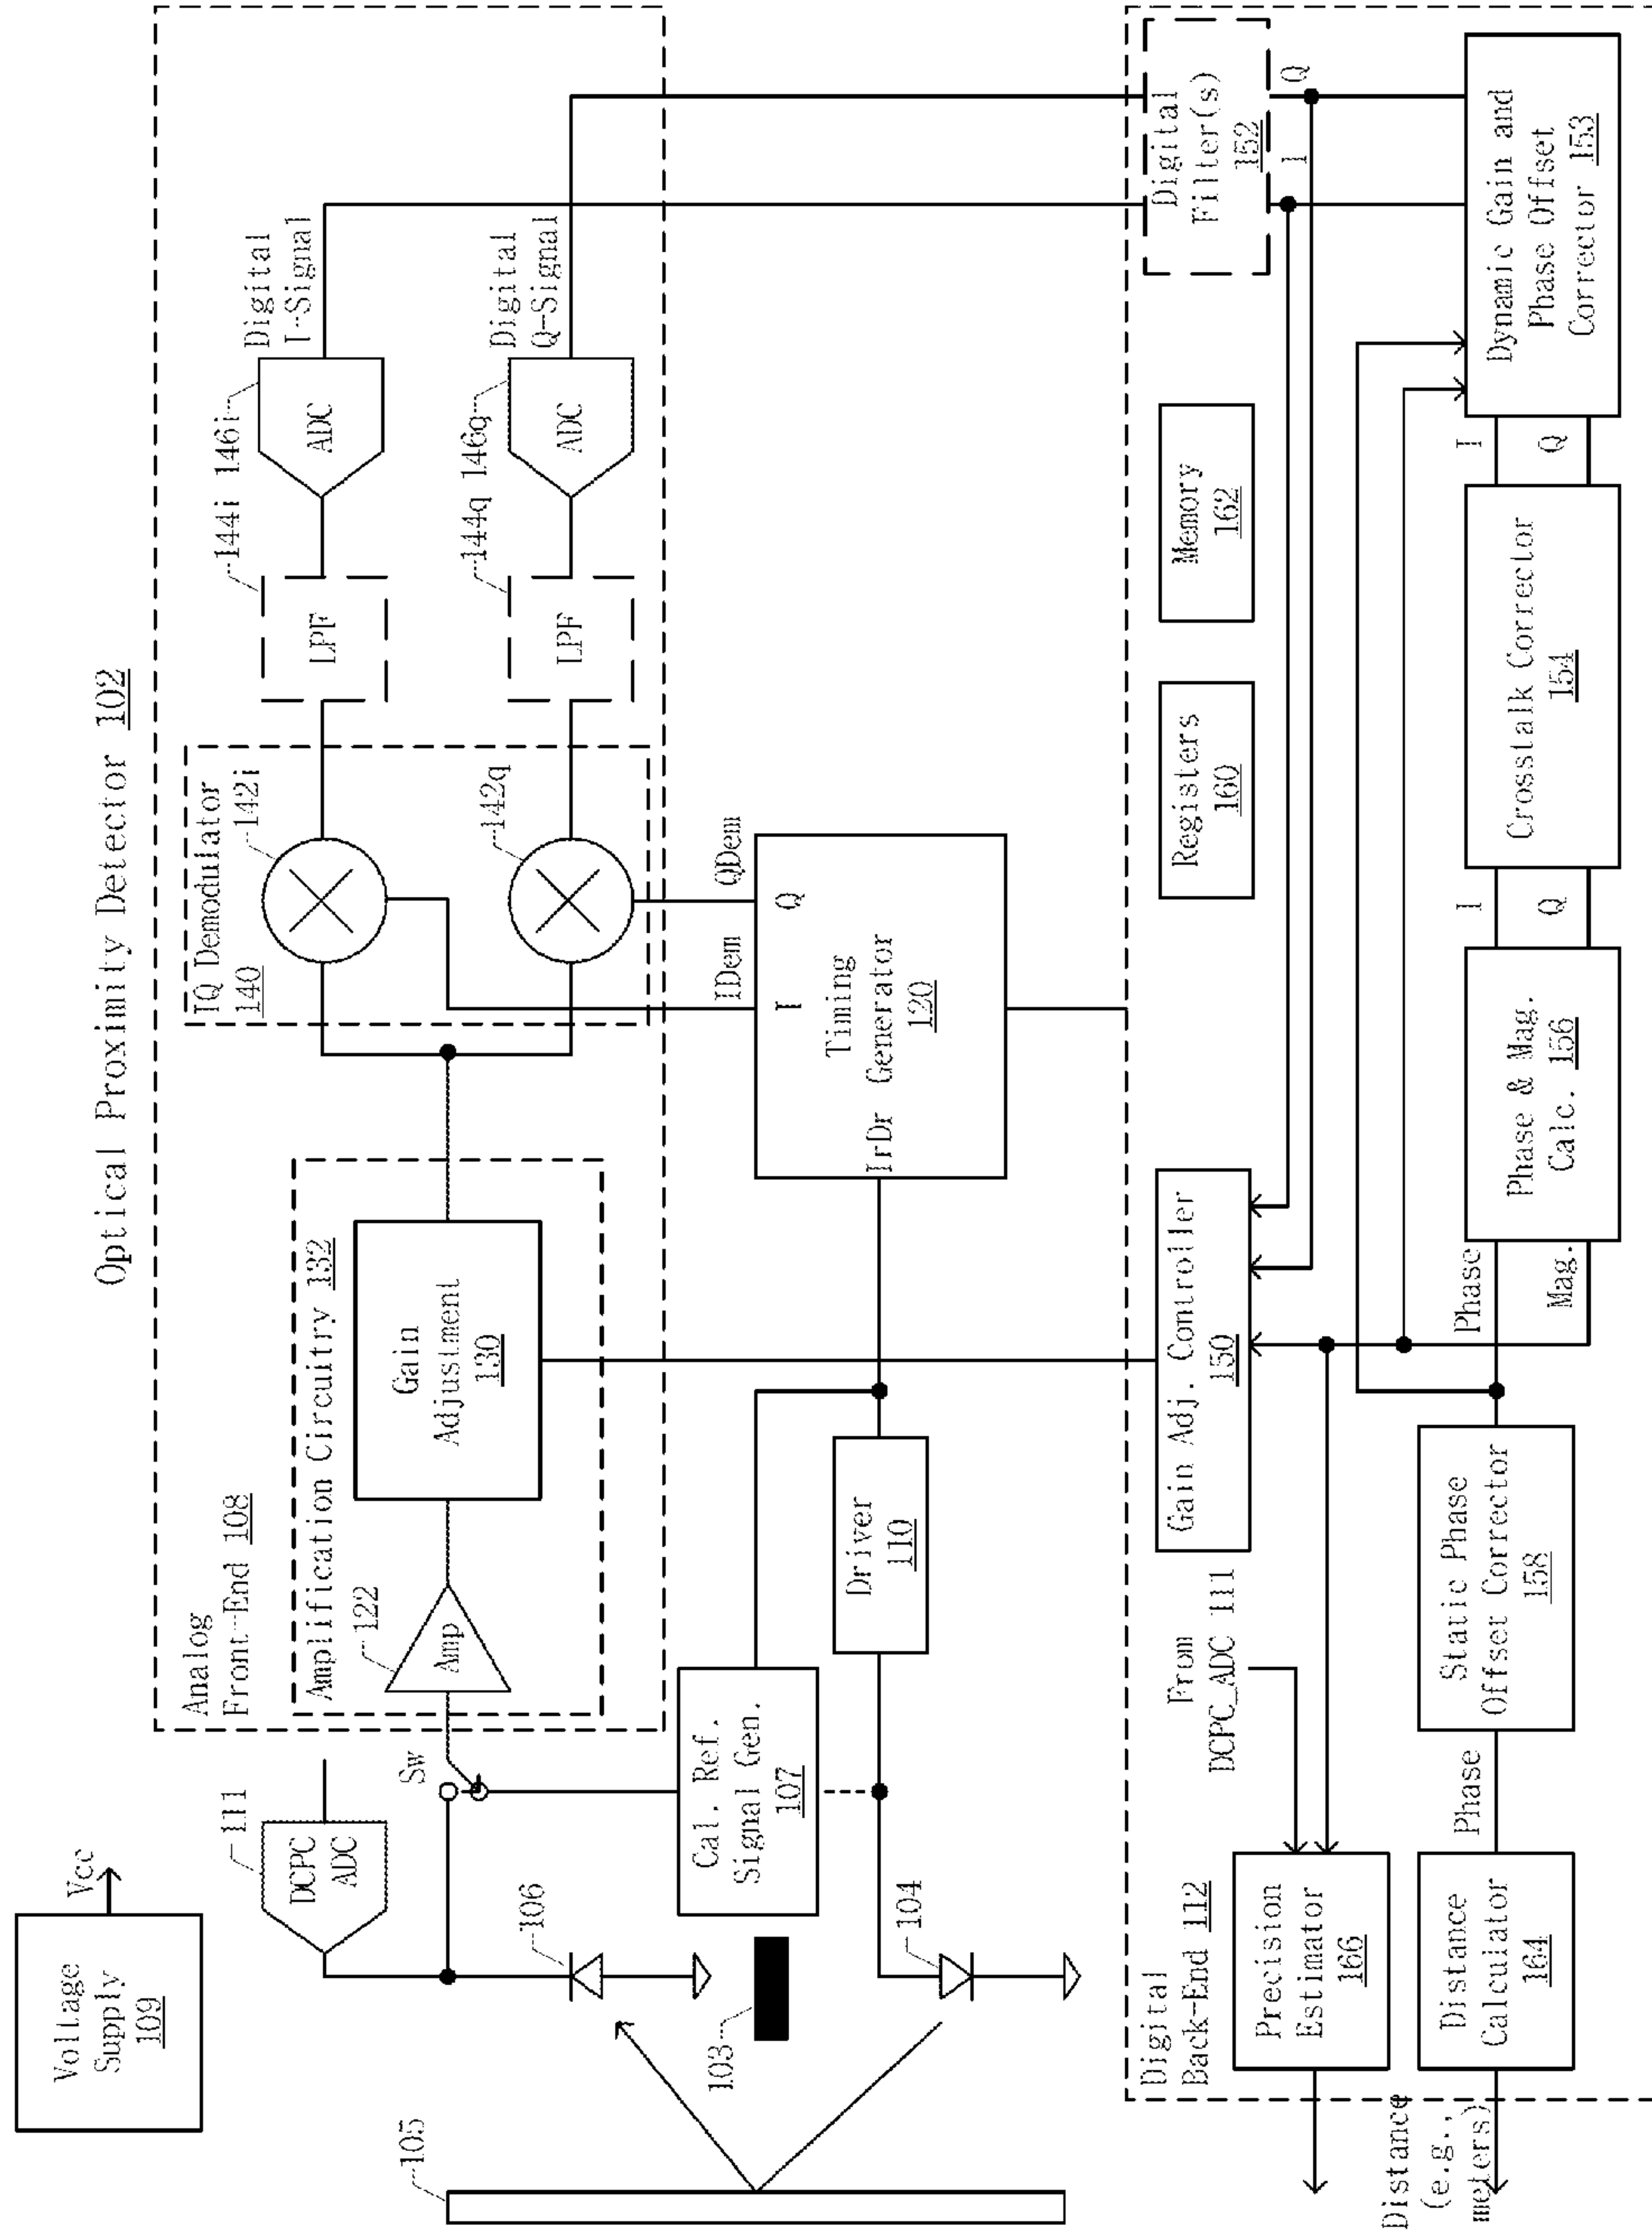 Optical Proximity Detector 102
Voltage
Supply
109
Vcc
111
DCPC
ADC
Analog
Front-End 108
Amplification Circuitry 132
122
Amp
Sw
Gain
Adjustment
130
IQ Demodulator
140
142i
142q
144i
LPF
144q
LPF
146i
ADC
146q
ADC
Digital
I-Signal
Digital
Q-Signal
IDem
QDem
I
Q
IrDr
Timing
Generator
120
105
106
103
104
Cal. Ref.
Signal Gen.
107
Driver
110
Digital
Back-End 112
From
DCPC_ADC 111
Gain Adj. Controller
150
Registers
160
Memory
162
Digital
Filter(s)
152
I
Q
Precision
Estimator
166
Distance
(e.g.,
meters)
Distance
Calculator
164
Phase
Static Phase
Offset Corrector
158
Phase
Mag.
Phase & Mag.
Calc. 156
I
Q
Crosstalk Corrector
154
I
Q
Dynamic Gain and
Phase Offset
Corrector 153